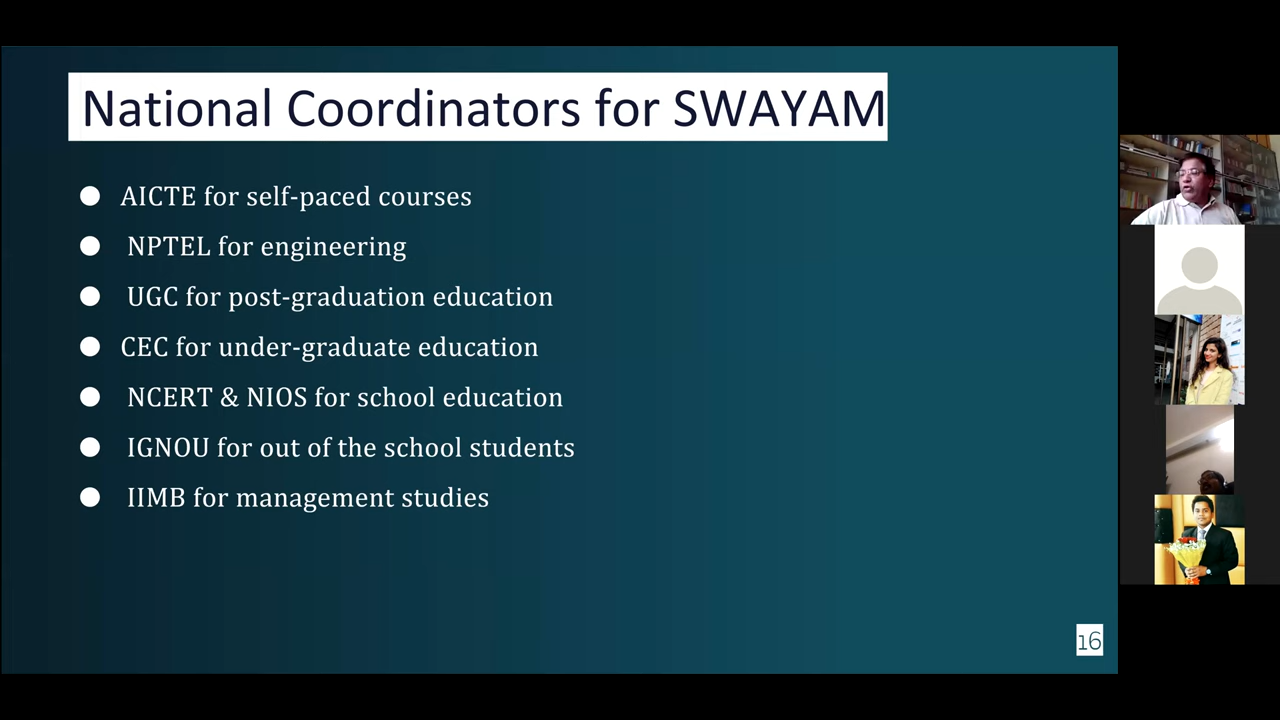 National Coordinators for SWAYAM
● AICTE for self-paced courses
● NPTEL for engineering
● UGC for post-graduation education
● CEC for under-graduate education
● NCERT & NIOS for school education
● IGNOU for out of the school students
● IIMB for management studies
16